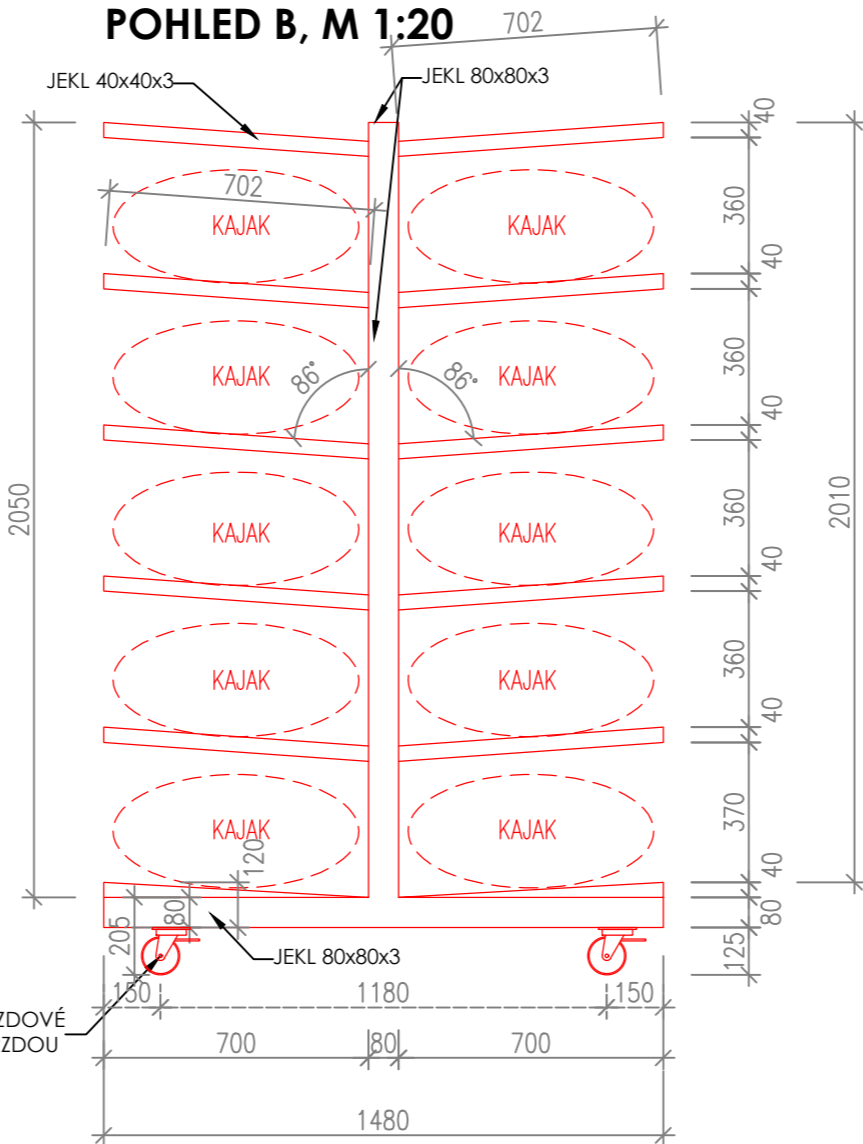 POHLED B, M 1:20
702
JEKL 40x40x3
JEKL 80x80x3
40
702
360
KAJAK
KAJAK
40
360
KAJAK
86°
86°
KAJAK
40
2050
360
2010
KAJAK
KAJAK
40
360
KAJAK
KAJAK
40
370
KAJAK
KAJAK
120
40
205
80
80
JEKL 80x80x3
125
150
1180
150
ZDOVÉ
ZDOU
700
80
700
1480